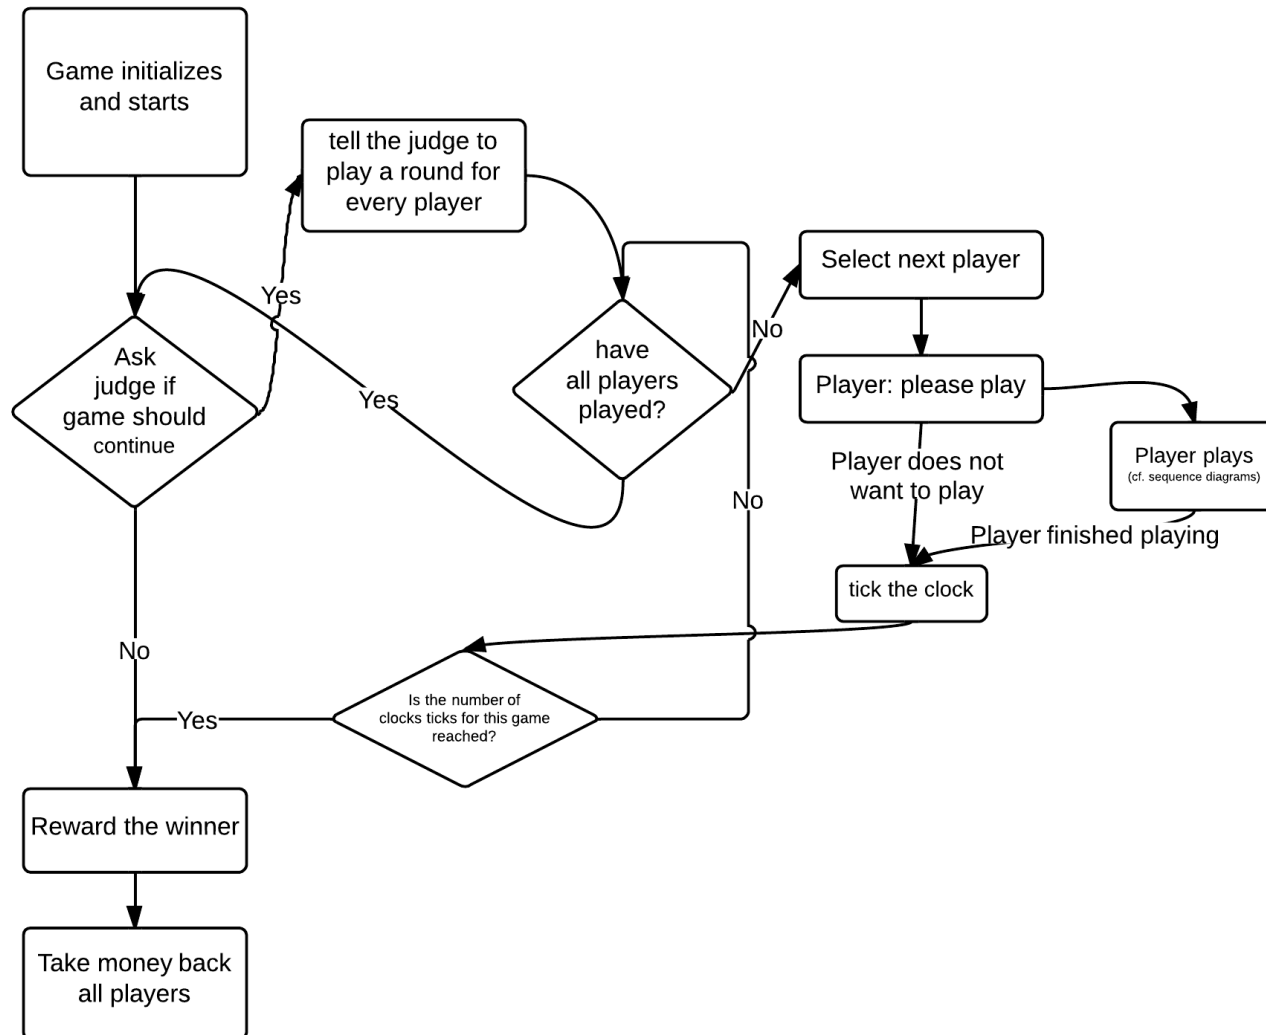 Game initializes
and starts
tell the judge to
play a round for
every player
Select next player
Yes
No
Ask
judge if
game should
continue
have
all players
played?
Player: please play
Yes
Player does not
want to play
Player plays
(cf. sequence diagrams)
No
Player finished playing
tick the clock
No
Is the number of
clocks ticks for this game
reached?
Yes
Reward the winner
Take money back
all players